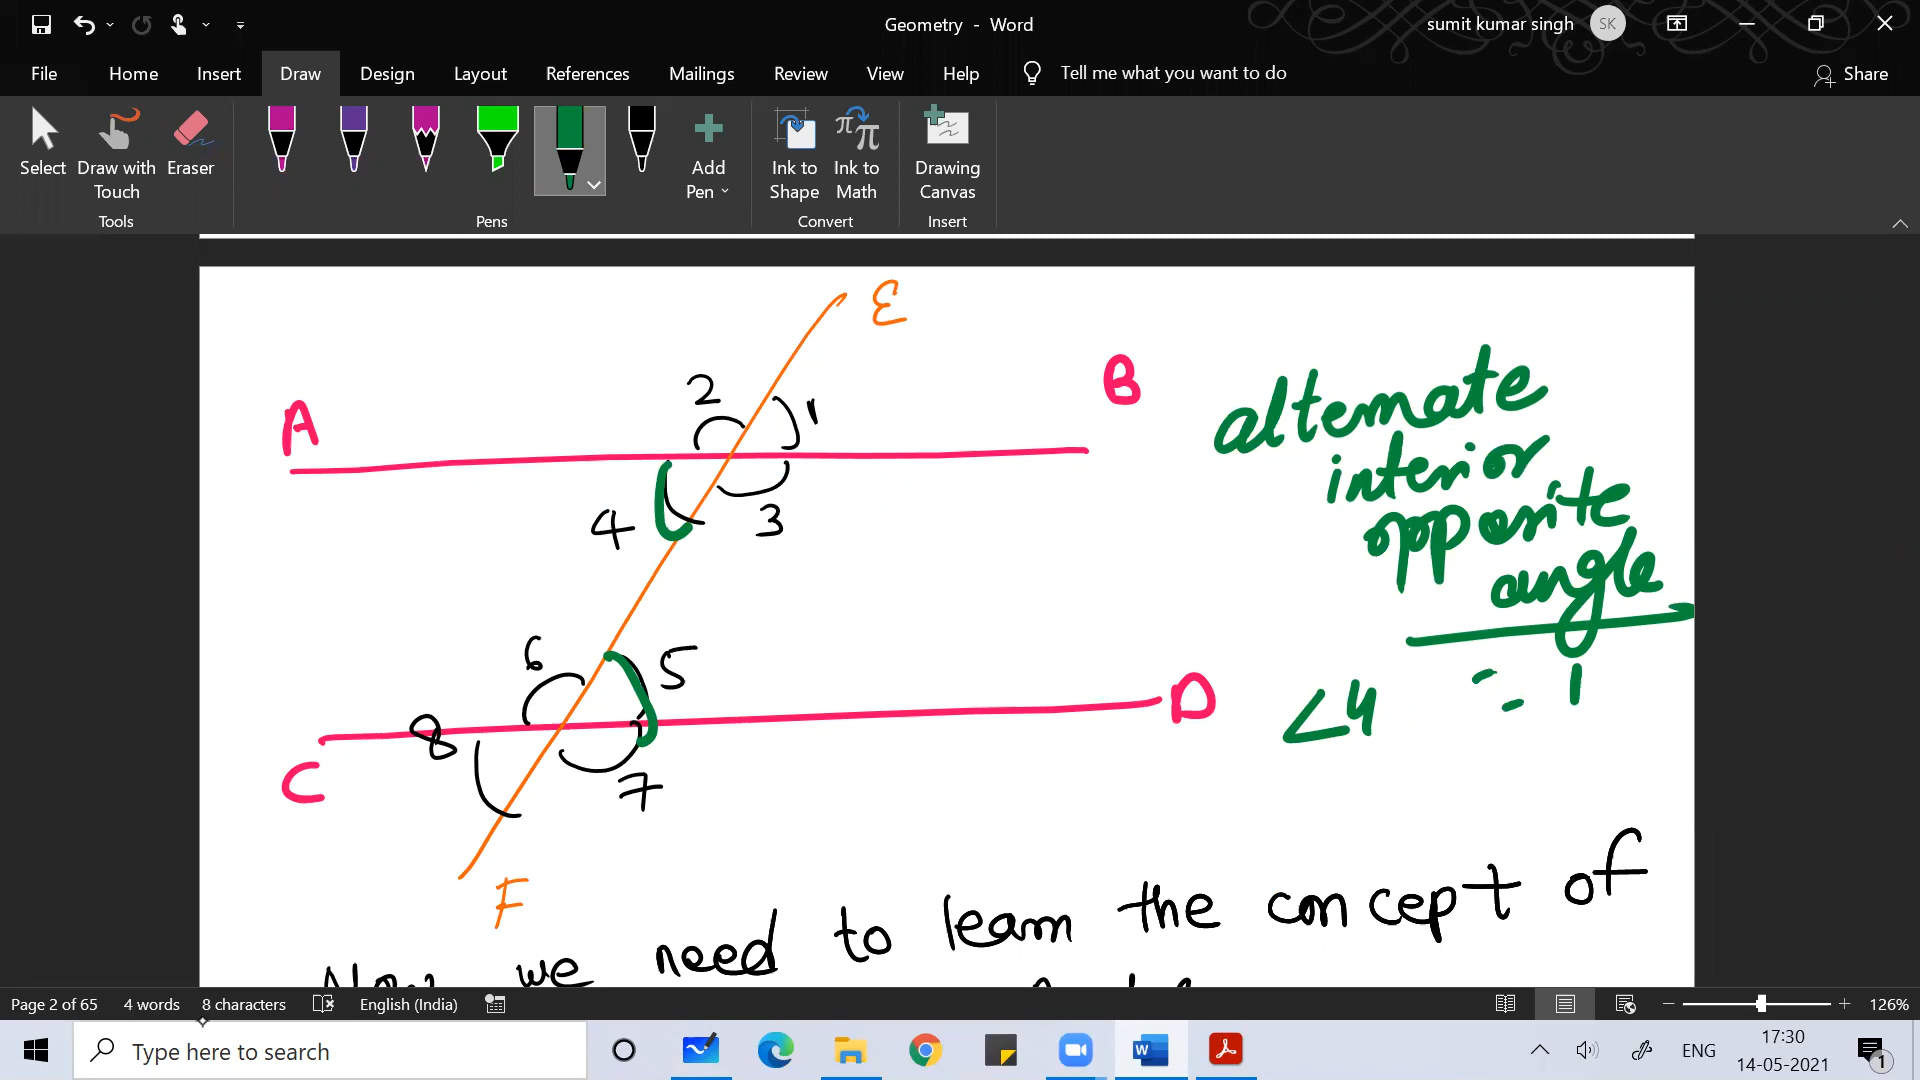 Geometry - Word
sumit kumar singh
SK
File Home Insert Draw Design Layout References Mailings Review View Help Tell me what you want to do
Share
Select
Draw with Touch
Eraser
Add Pen
Ink to Shape
Ink to Math
Drawing Canvas
Tools Pens Convert Insert
E
A
B
2
1
4
3
alternate
interior
opposite
angle
6
5
C
D
8
7
<4 = 1
F
Now we need to learn the concept of
Page 2 of 65 4 words 8 characters English (India) 126%
Type here to search
ENG
17:30
14-05-2021
1